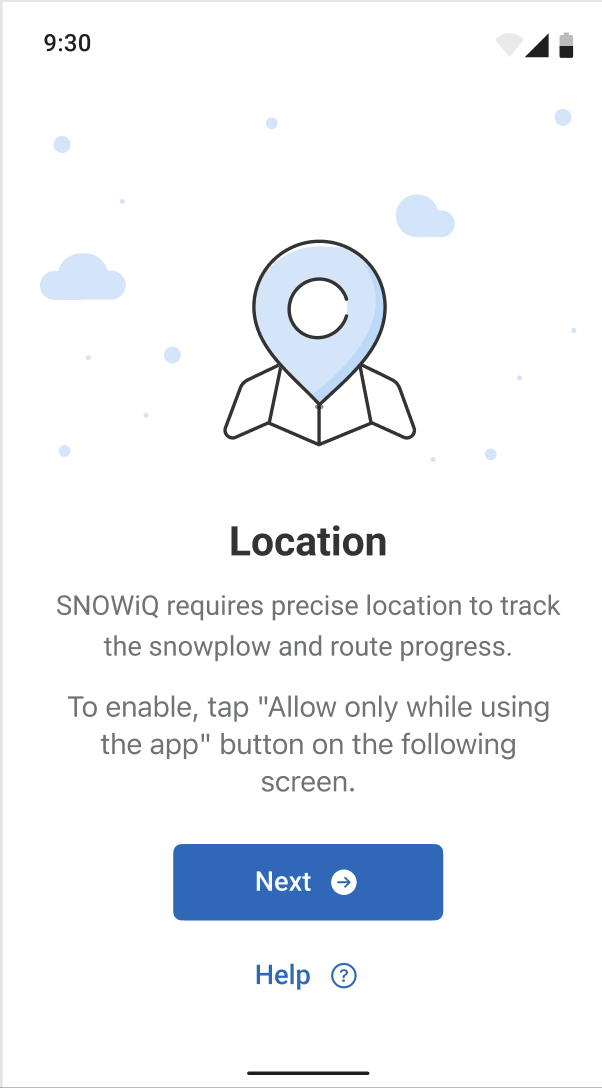 9:30
Location
SNOWiQ requires precise location to track
the snowplow and route progress.
To enable, tap "Allow only while using
the app" button on the following
screen.
Next
Help ?